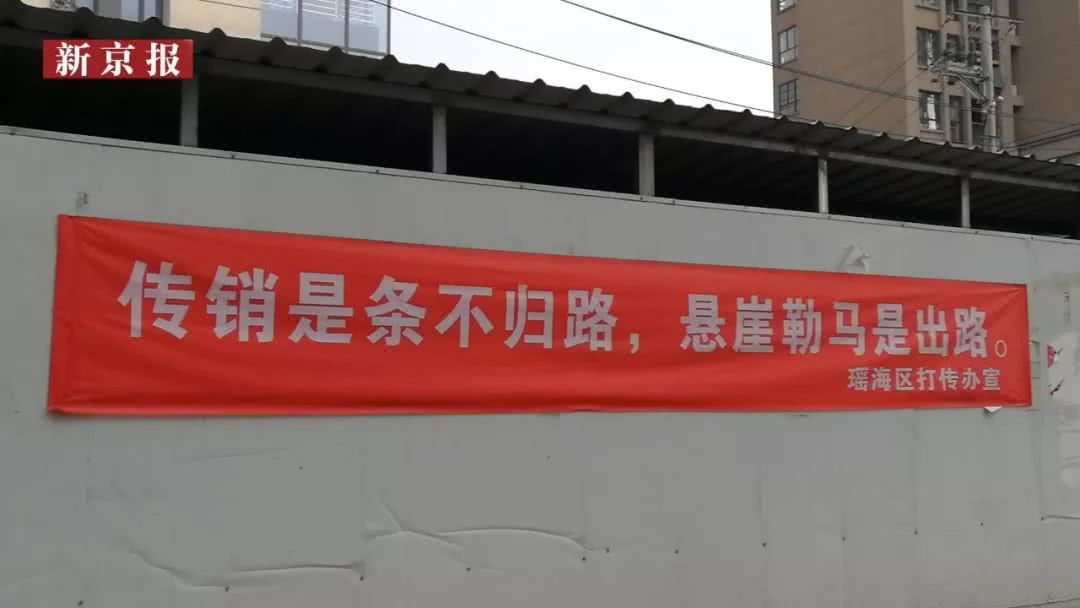 新京报
传销是条不归路，悬崖勒马是出路。
瑶海区打传办宣